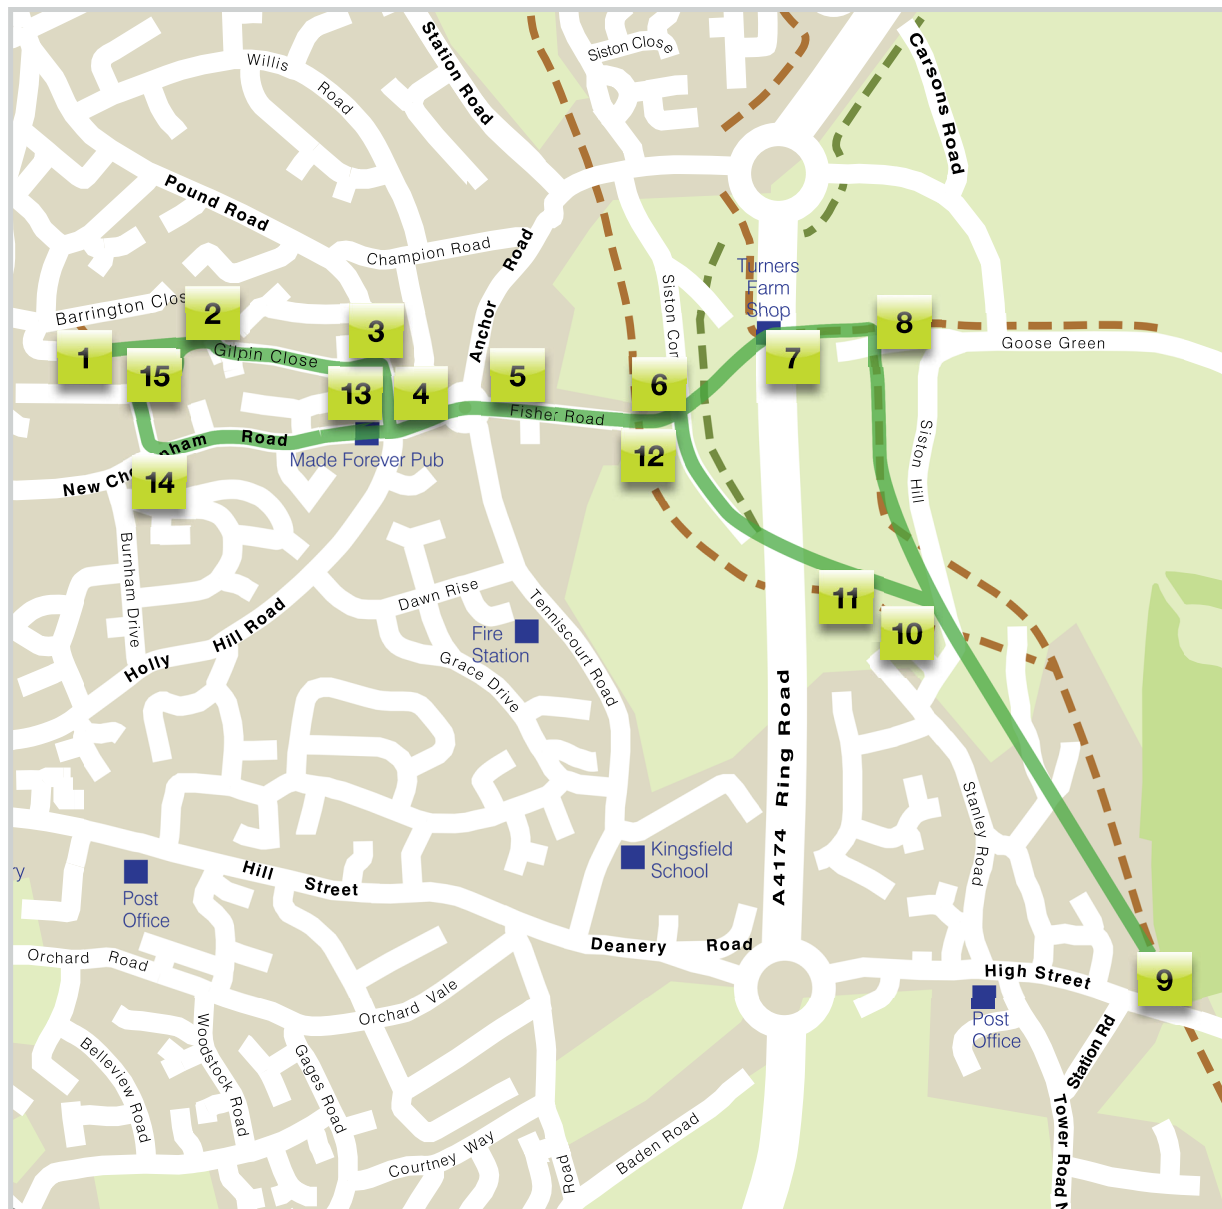 Station Road
Siston Close
Carsons Road
Willis
Road
Pound Road
Champion Road
Anchor
Road
Siston Com
Turners
Farm
Shop
Barrington Clos
1
2
3
4
5
6
7
8
15
13
Gilpin Close
Fisher Road
Goose Green
12
New Che
nham
Road
Made Forever Pub
14
Siston Hill
Burnham Drive
Dawn Rise
Tenniscourt Road
Fire
Station
Grace Drive
Holly
Hill Road
11
10
A4174 Ring Road
Stanley Road
Kingsfield
School
Hill
Street
Post
Office
ry
Deanery
Road
High Street
9
Post
Office
Station Rd
Orchard
Road
Orchard Vale
Belleview Road
Woodstock Road
Gages Road
Courtney Way
Road
Baden Road
Tower Road N